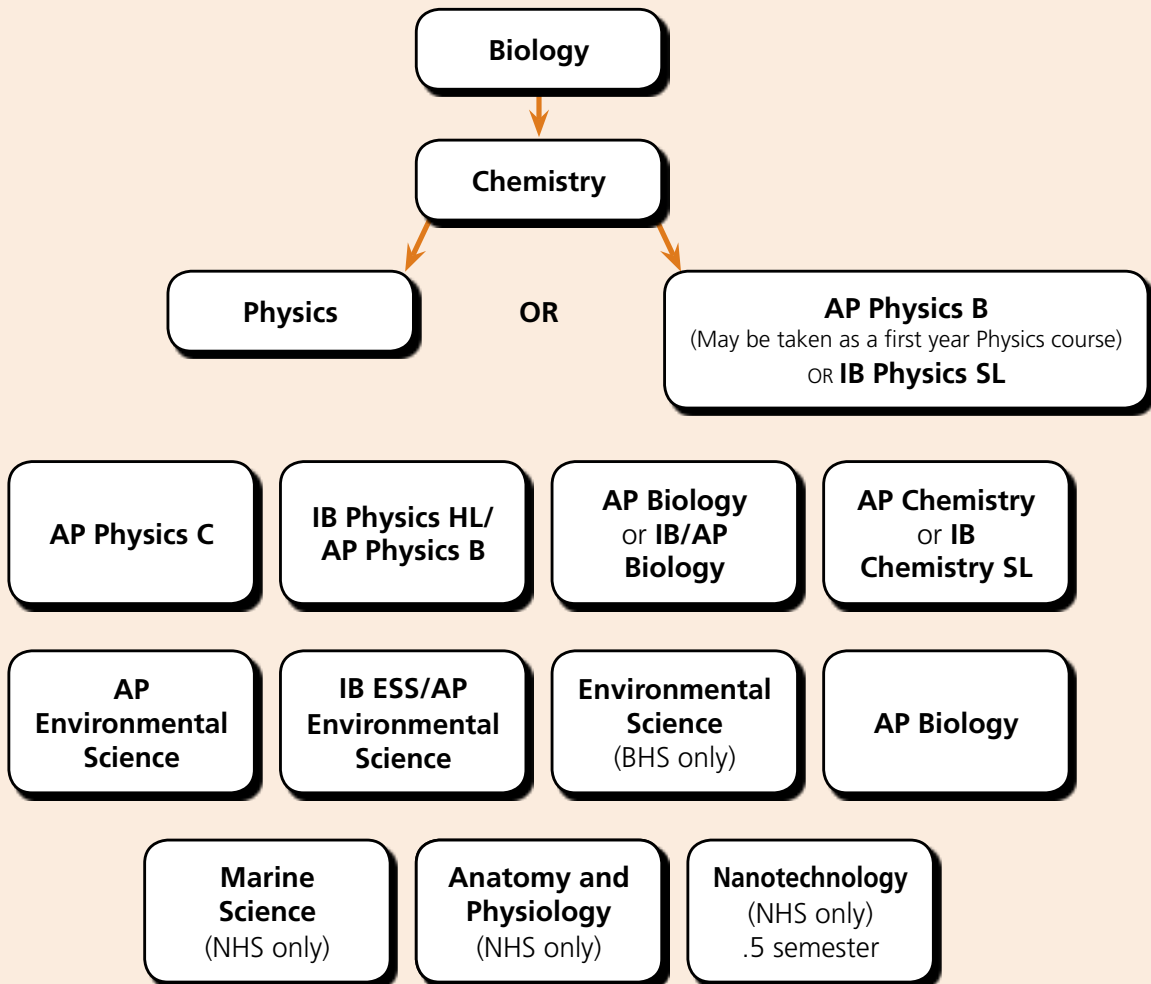 Biology
Chemistry
Physics
OR
AP Physics B
(May be taken as a first year Physics course)
OR IB Physics SL
AP Physics C
IB Physics HL/
AP Physics B
AP Biology
or IB/AP
Biology
AP Chemistry
or IB
Chemistry SL
AP
Environmental
Science
IB ESS/AP
Environmental
Science
Environmental
Science
(BHS only)
AP Biology
Marine
Science
(NHS only)
Anatomy and
Physiology
(NHS only)
Nanotechnology
(NHS only)
.5 semester